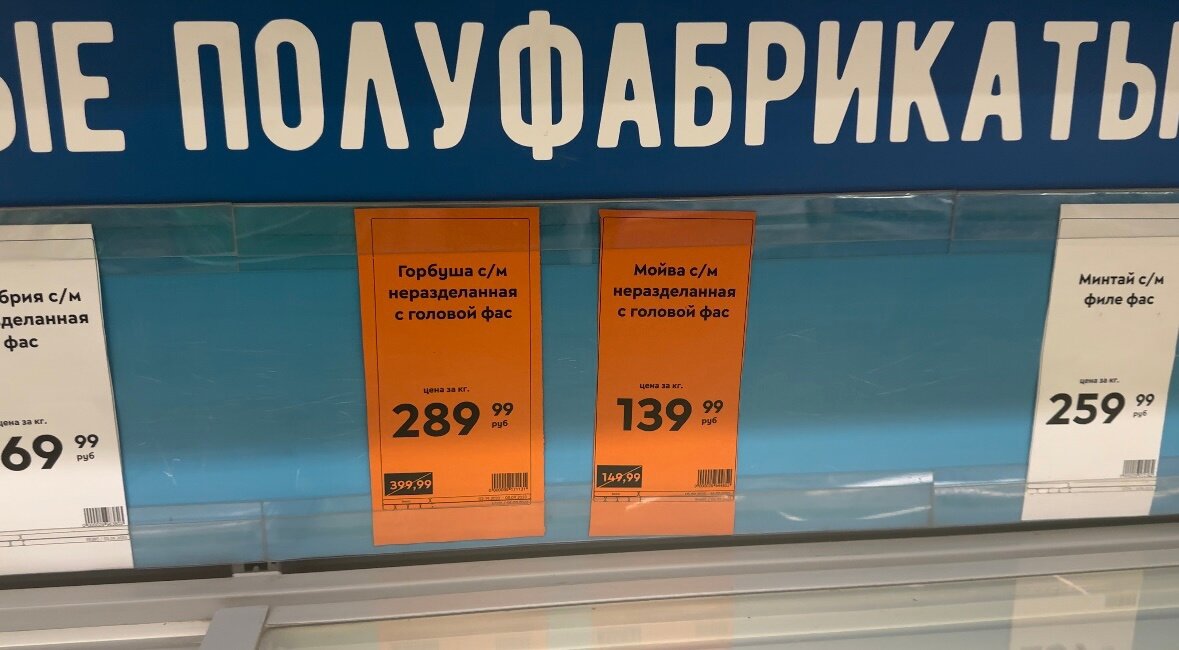 ЫЕ ПОЛУФАБРИКАТЫ
брия с/м
деланная
фас
цена за кг.
69 99
руб
Горбуша с/м
неразделанная
с головой фас
цена за кг.
289 99
руб
399,99
Мойва с/м
неразделанная
с головой фас
цена за кг.
139 99
руб
149,99
Минтай с/м
филе фас
цена за кг.
259 99
руб